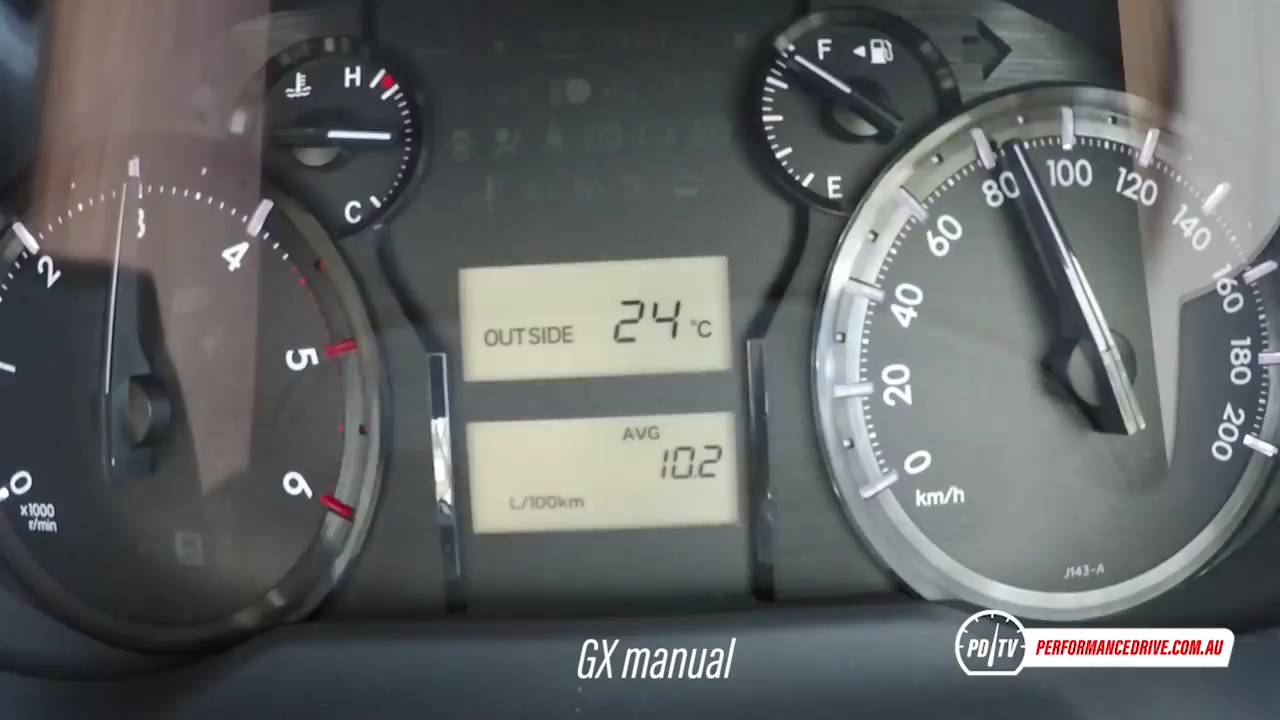 H
C
F
E
1
2
3
4
5
6
0
x1000
r/min
OUTSIDE 24 °C
AVG
10.2
L/100km
0
20
40
60
80
100
120
140
160
180
200
km/h
J143-A
GX manual
PD/TV
PERFORMANCEDRIVE.COM.AU